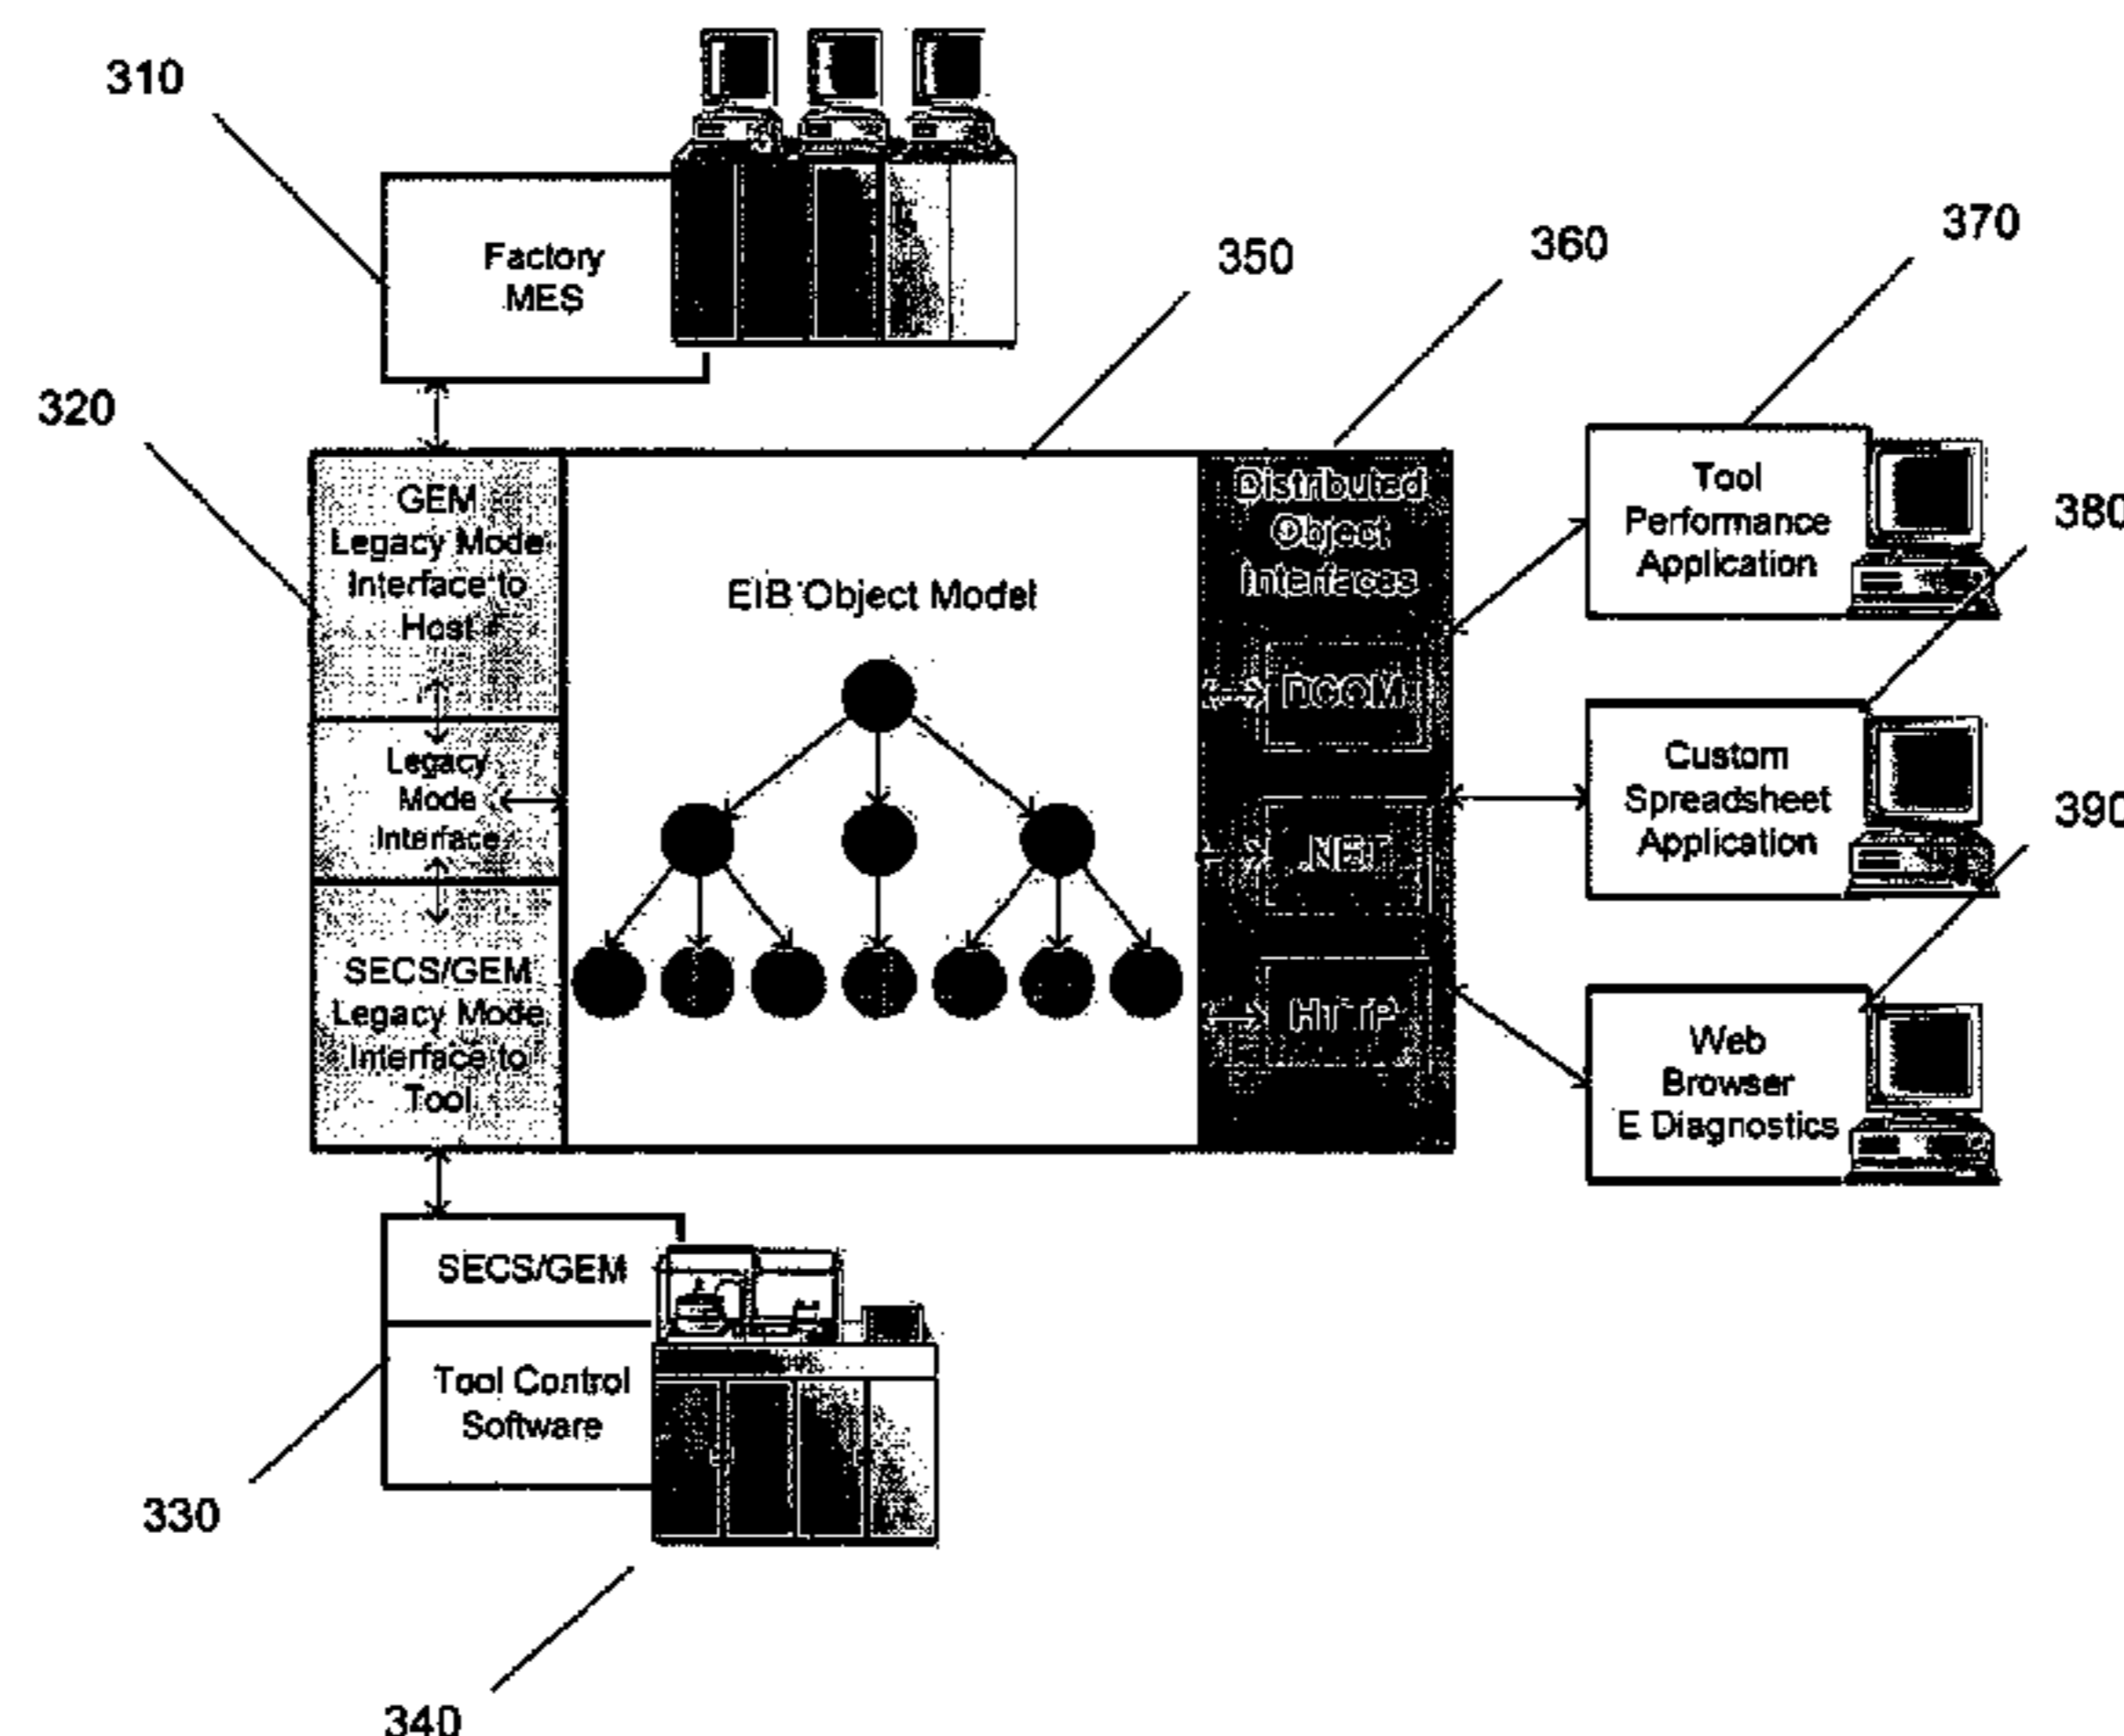 310
Factory
MES
320
350
360
370
380
390
GEM
Legacy Mode
Interface to
Host
Legacy
Mode
Interface
SECS/GEM
Legacy Mode
Interface to
Tool
EIB Object Model
Distributed
Object
Interfaces
DCOM
.NET
HTTP
Tool
Performance
Application
Custom
Spreadsheet
Application
Web
Browser
E Diagnostics
SECS/GEM
Tool Control
Software
330
340